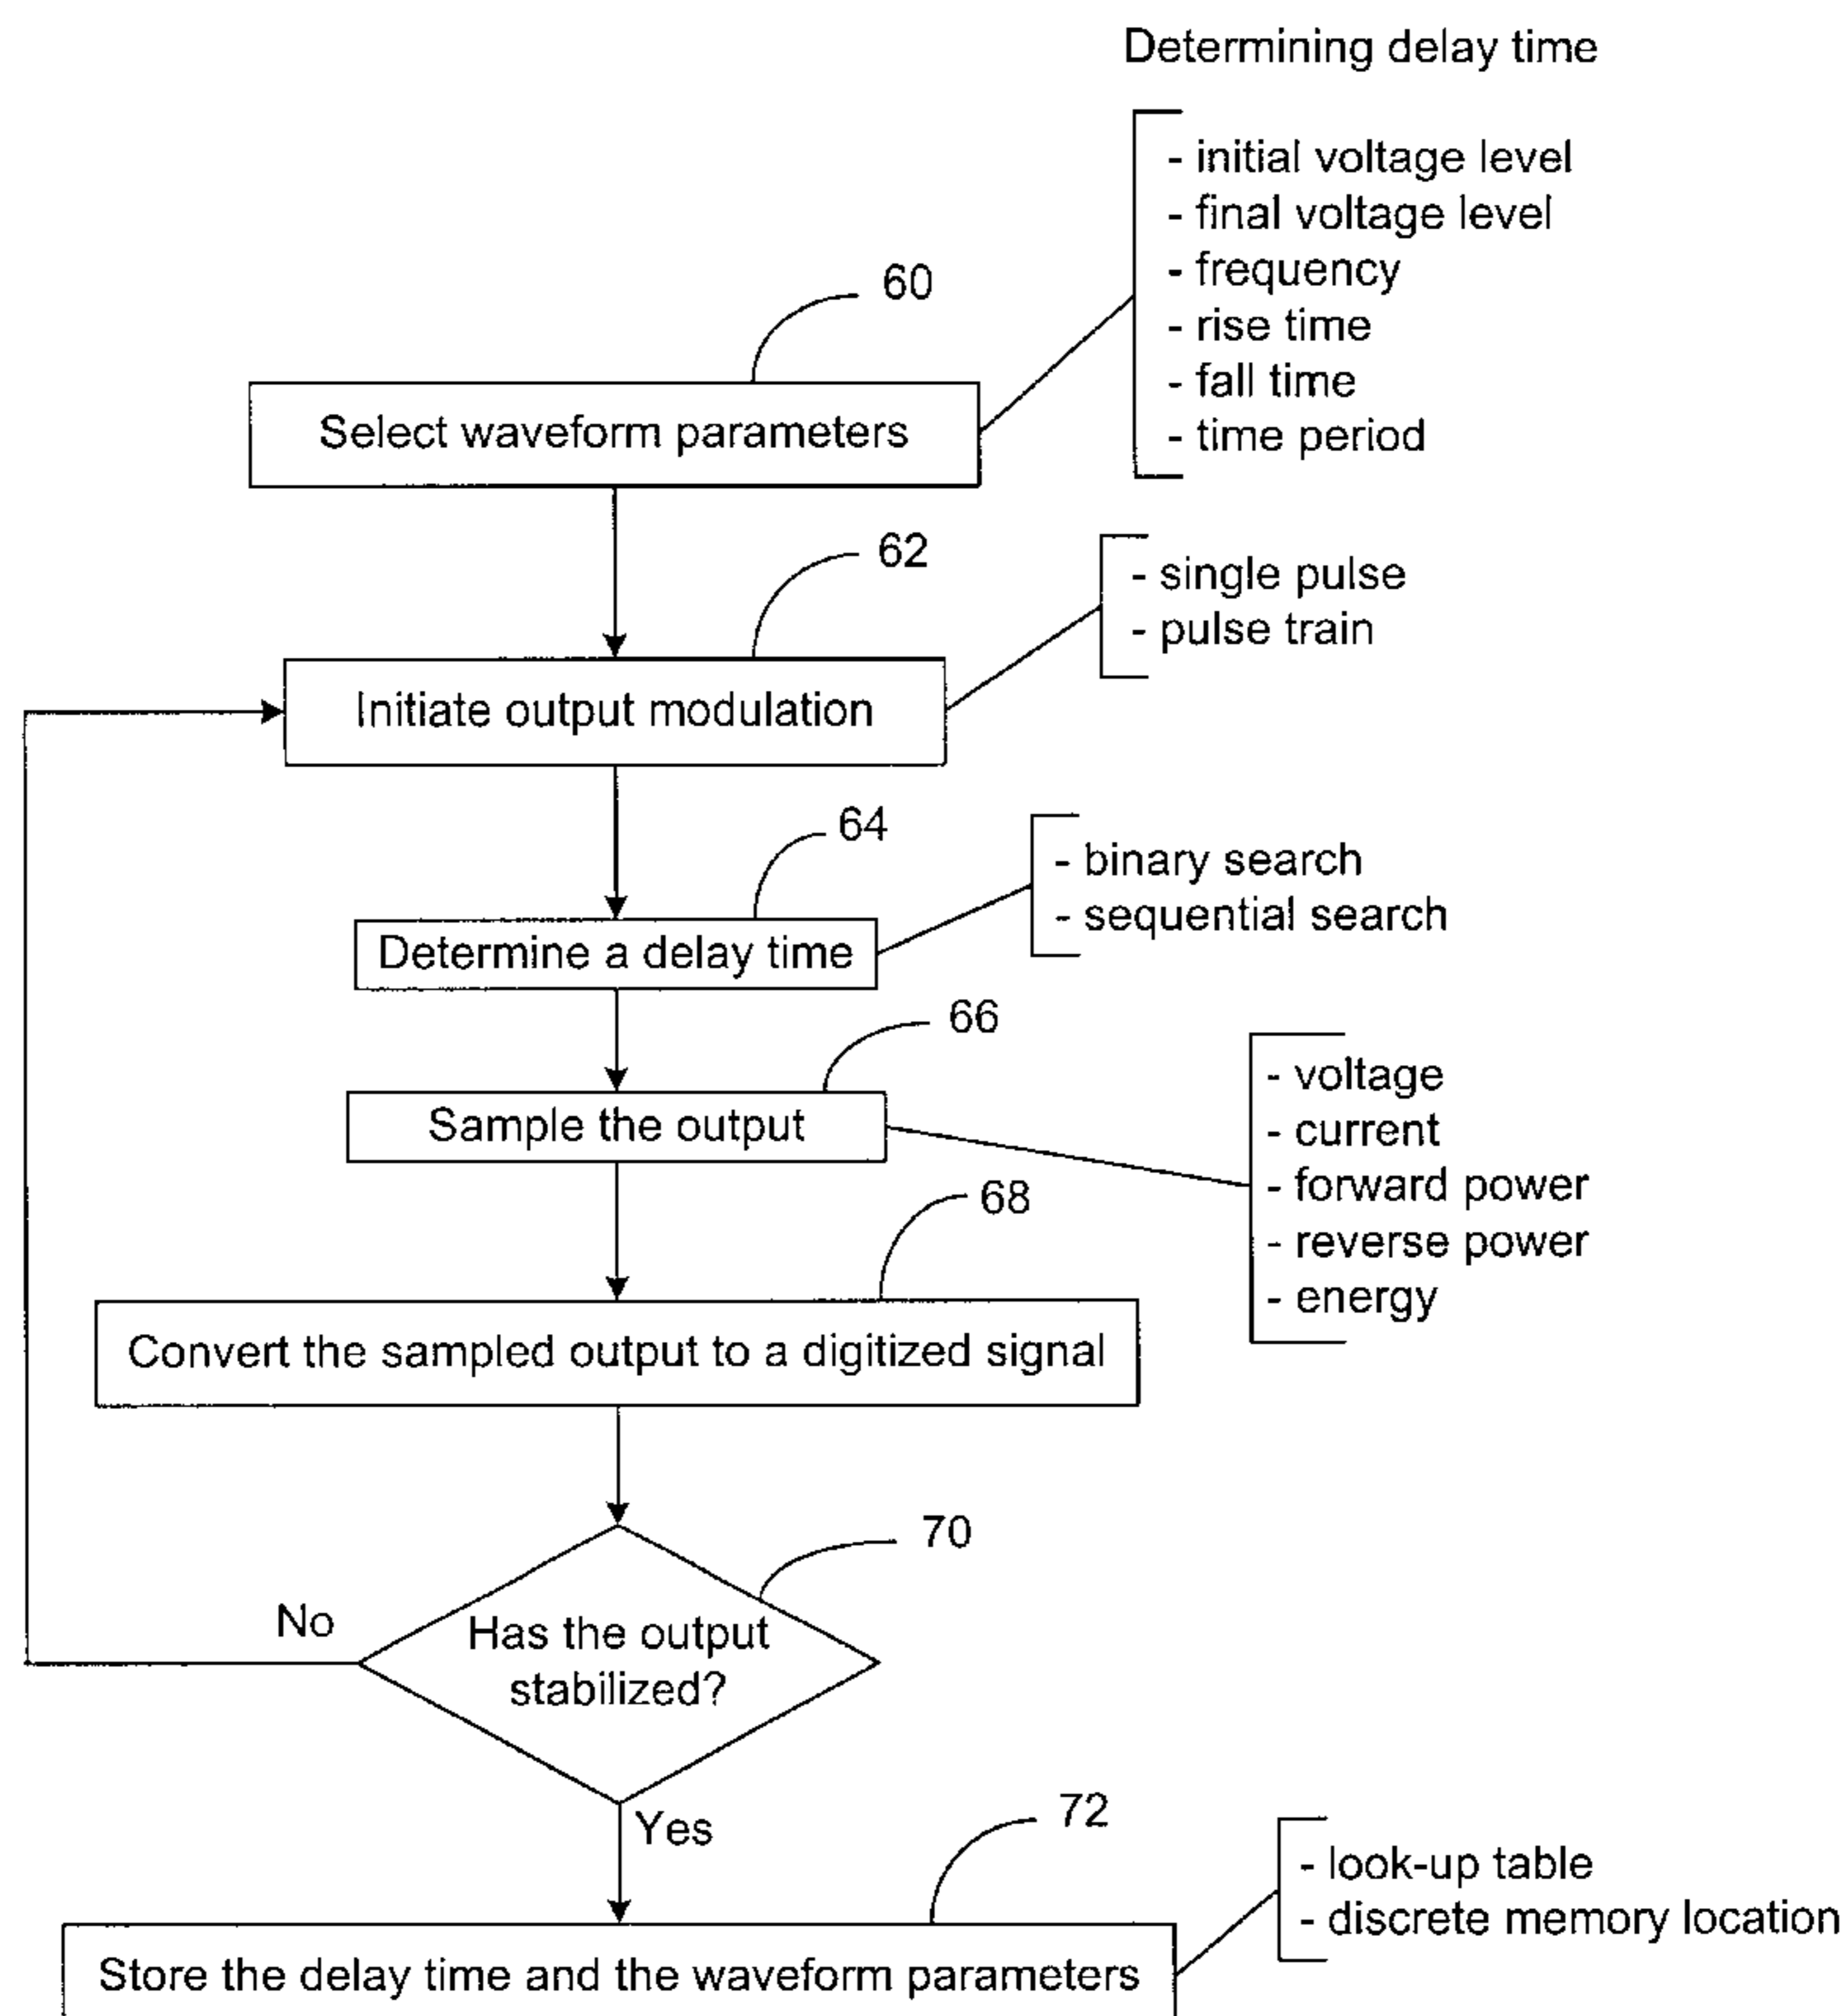 Determining delay time
- initial voltage level
- final voltage level
- frequency
- rise time
- fall time
- time period
60
Select waveform parameters
62
- single pulse
- pulse train
Initiate output modulation
64
- binary search
- sequential search
Determine a delay time
66
Sample the output
- voltage
- current
- forward power
- reverse power
- energy
68
Convert the sampled output to a digitized signal
70
No
Has the output
stabilized?
Yes
72
- look-up table
- discrete memory location
Store the delay time and the waveform parameters